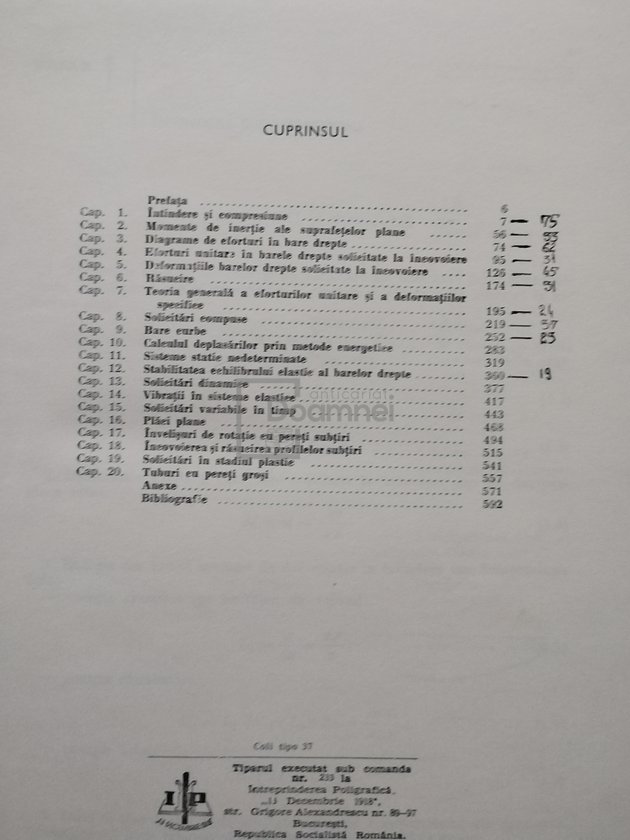 CUPRINSUL
Prefața ........ 6
Cap. 1. Întindere și compresiune ........ 7 — 75
Cap. 2. Momente de inerție ale suprafețelor plane ........ 56 — 93
Cap. 3. Diagrame de eforturi în bare drepte ........ 74 — 62
Cap. 4. Eforturi unitare în barele drepte solicitate la încovoiere 95 — 31
Cap. 5. Deformațiile barelor drepte solicitate la încovoiere .... 126 — 45
Cap. 6. Răsucire ........ 174 — 31
Cap. 7. Teoria generală a eforturilor unitare și a deformațiilor
specifice ........ 195 — 24
Cap. 8. Solicitări compuse ........ 219 — 37
Cap. 9. Bare curbe ........ 252 — 23
Cap. 10. Calculul deplasărilor prin metode energetice ........ 283
Cap. 11. Sisteme static nedeterminate ........ 319
Cap. 12. Stabilitatea echilibrului elastic al barelor drepte ........ 360 — 19
Cap. 13. Solicitări dinamice ........ 377
Cap. 14. Vibrații în sisteme elastice ........ 417
Cap. 15. Solicitări variabile în timp ........ 443
Cap. 16. Plăci plane ........ 468
Cap. 17. Învelișuri de rotație cu pereți subțiri ........ 494
Cap. 18. Încovoierea și răsucirea profilelor subțiri ........ 515
Cap. 19. Solicitări în stadiul plastic ........ 541
Cap. 20. Tuburi cu pereți groși ........ 557
Anexe ........ 571
Bibliografie ........ 592
anticariat
Doamnei
Coli tipo 37
Tiparul executat sub comanda
nr. 233 la
Întreprinderea Poligrafică,
„13 Decembrie 1918",
str. Grigore Alexandrescu nr. 89–97
București,
Republica Socialistă România.
IP